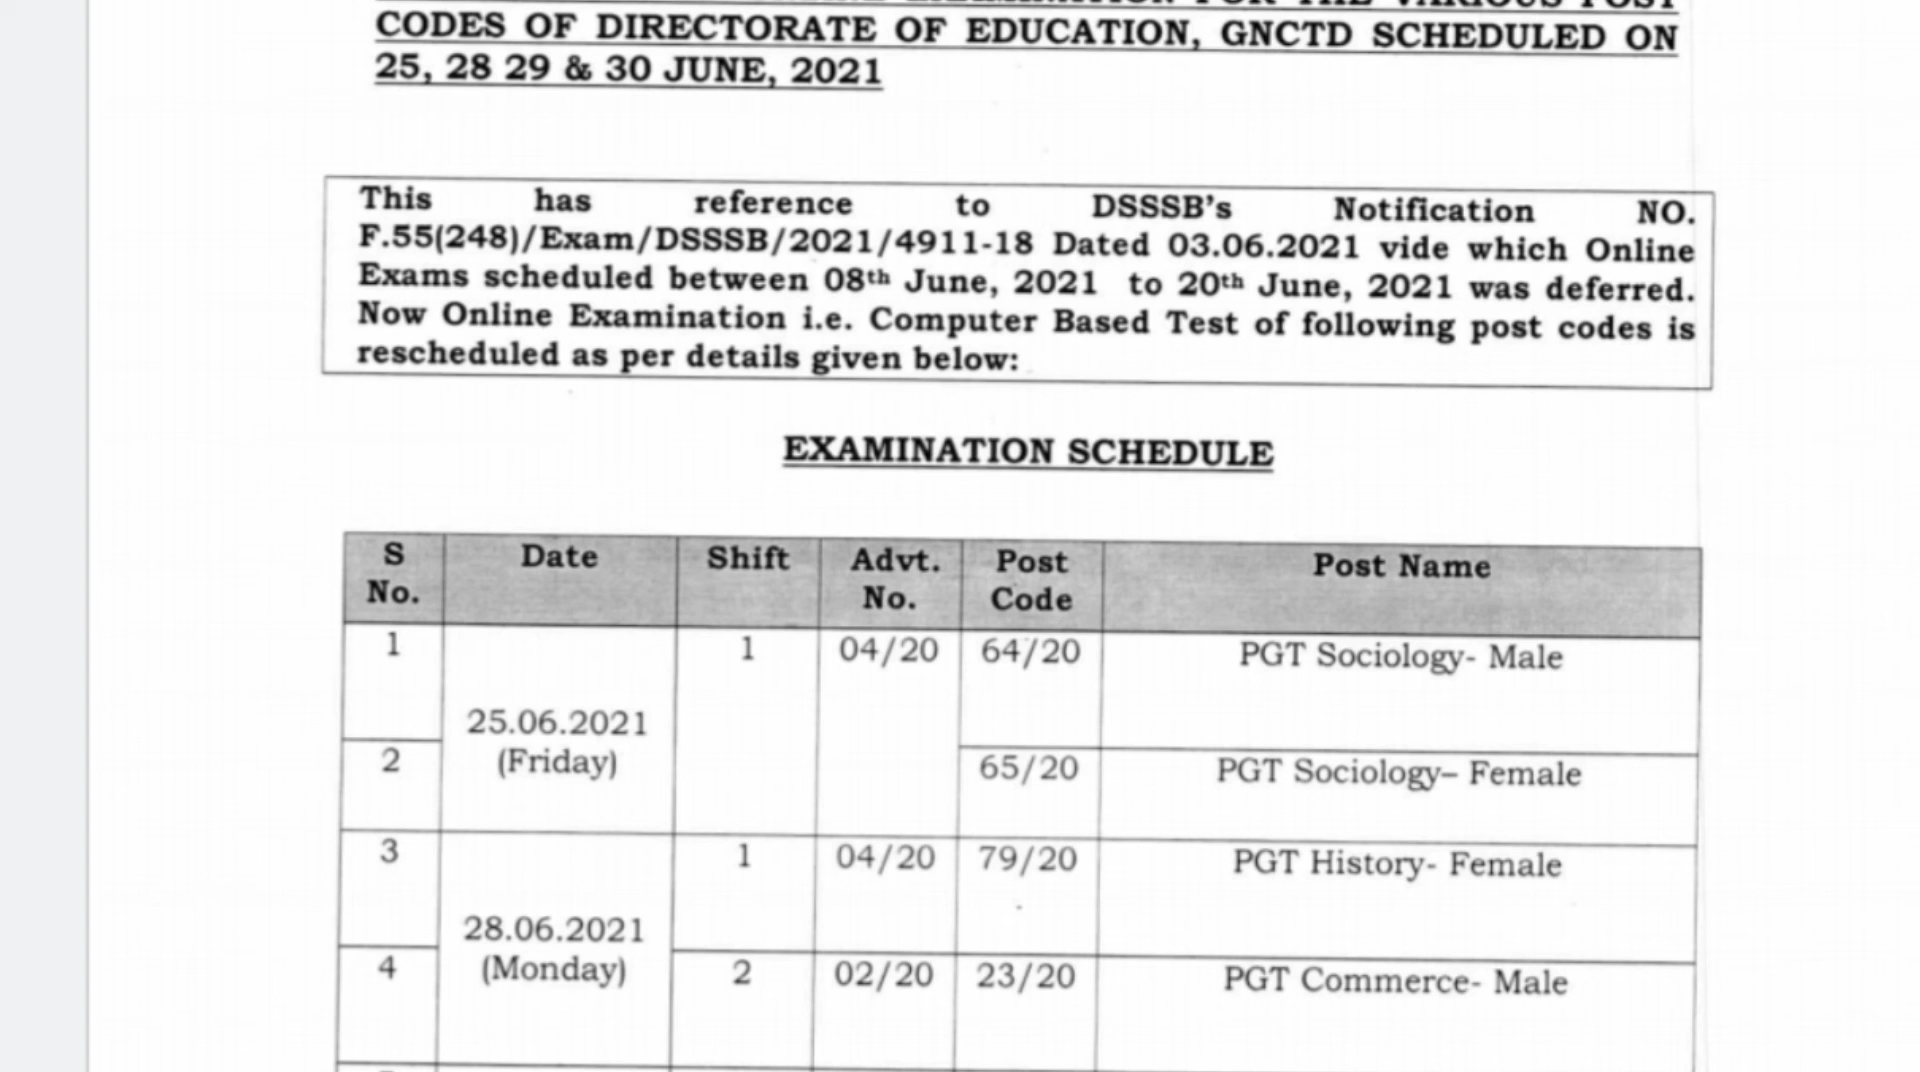 CODES OF DIRECTORATE OF EDUCATION, GNCTD SCHEDULED ON
25, 28 29 & 30 JUNE, 2021
This has reference to DSSSB's Notification NO.
F.55(248)/Exam/DSSSB/2021/4911-18 Dated 03.06.2021 vide which Online
Exams scheduled between 08th June, 2021 to 20th June, 2021 was deferred.
Now Online Examination i.e. Computer Based Test of following post codes is
rescheduled as per details given below:
EXAMINATION SCHEDULE
S No. Date Shift Advt. No. Post Code Post Name
1 25.06.2021 (Friday) 1 04/20 64/20 PGT Sociology- Male
2 65/20 PGT Sociology– Female
3 28.06.2021 (Monday) 1 04/20 79/20 PGT History- Female
4 2 02/20 23/20 PGT Commerce- Male